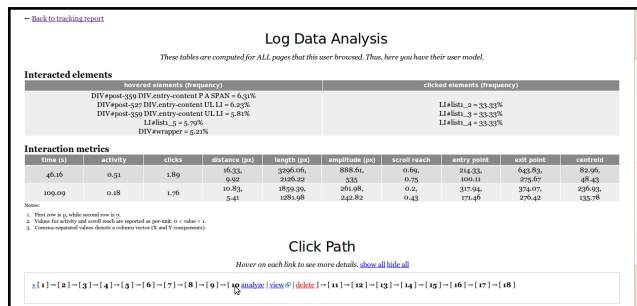 ← Back to tracking report
Log Data Analysis
These tables are computed for ALL pages that this user browsed. Thus, here you have their user model.
Interacted elements
hovered elements (frequency) clicked elements (frequency)
DIV#post-359 DIV.entry-content P A SPAN = 6.31%
DIV#post-527 DIV.entry-content UL LI = 6.23%
DIV#post-359 DIV.entry-content UL LI = 5.81%
LI#list1_5 = 5.79%
DIV#wrapper = 5.21%
LI#list1_2 = 33.33%
LI#list1_3 = 33.33%
LI#list1_4 = 33.33%
Interaction metrics
time (s) activity clicks distance (px) length (px) amplitude (px) scroll reach entry point exit point centroid
46.16 0.51 1.89 16.33, 9.92 3296.06, 2126.22 888.61, 535 0.69, 0.75 214.33, 100.11 643.83, 275.67 82.96, 48.43
109.09 0.18 1.76 10.83, 5.41 1859.39, 1281.98 261.98, 242.82 0.2, 0.43 317.94, 171.46 374.07, 276.42 236.93, 135.78
Notes:
1. First row is μ, while second row is σ.
2. Values for activity and scroll reach are reported as per-unit: 0 < value < 1.
3. Comma-separated values denote a column vector (X and Y components).
Click Path
Hover on each link to see more details. show all hide all
» [ 1 ] → [ 2 ] → [ 3 ] → [ 4 ] → [ 5 ] → [ 6 ] → [ 7 ] → [ 8 ] → [ 9 ] → [ 10 analyze | view | delete ] → [ 11 ] → [ 12 ] → [ 13 ] → [ 14 ] → [ 15 ] → [ 16 ] → [ 17 ] → [ 18 ]